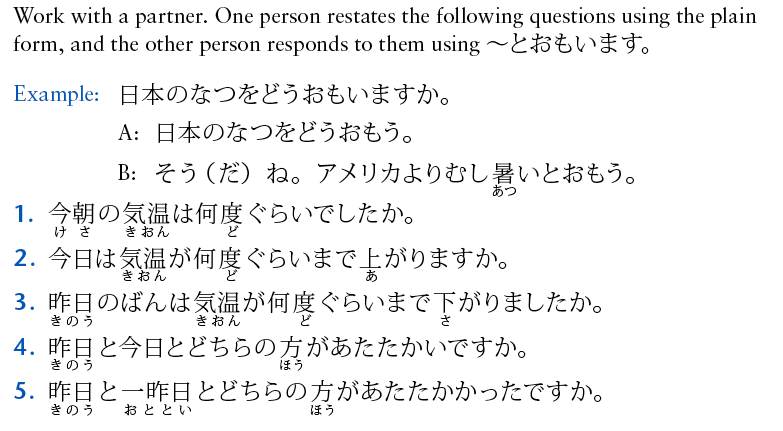 Work with a partner. One person restates the following questions using the plain
form, and the other person responds to them using 〜とおもいます。
Example: 日本のなつをどうおもいますか。
A: 日本のなつをどうおもう。
B: そう(だ)ね。アメリカよりむし暑いとおもう。
あつ
1. 今朝の気温は何度ぐらいでしたか。
けさ きおん ど
2. 今日は気温が何度ぐらいまで上がりますか。
きおん ど あ
3. 昨日のばんは気温が何度ぐらいまで下がりましたか。
きのう きおん ど さ
4. 昨日と今日とどちらの方があたたかいですか。
きのう ほう
5. 昨日と一昨日とどちらの方があたたかかったですか。
きのう おととい ほう